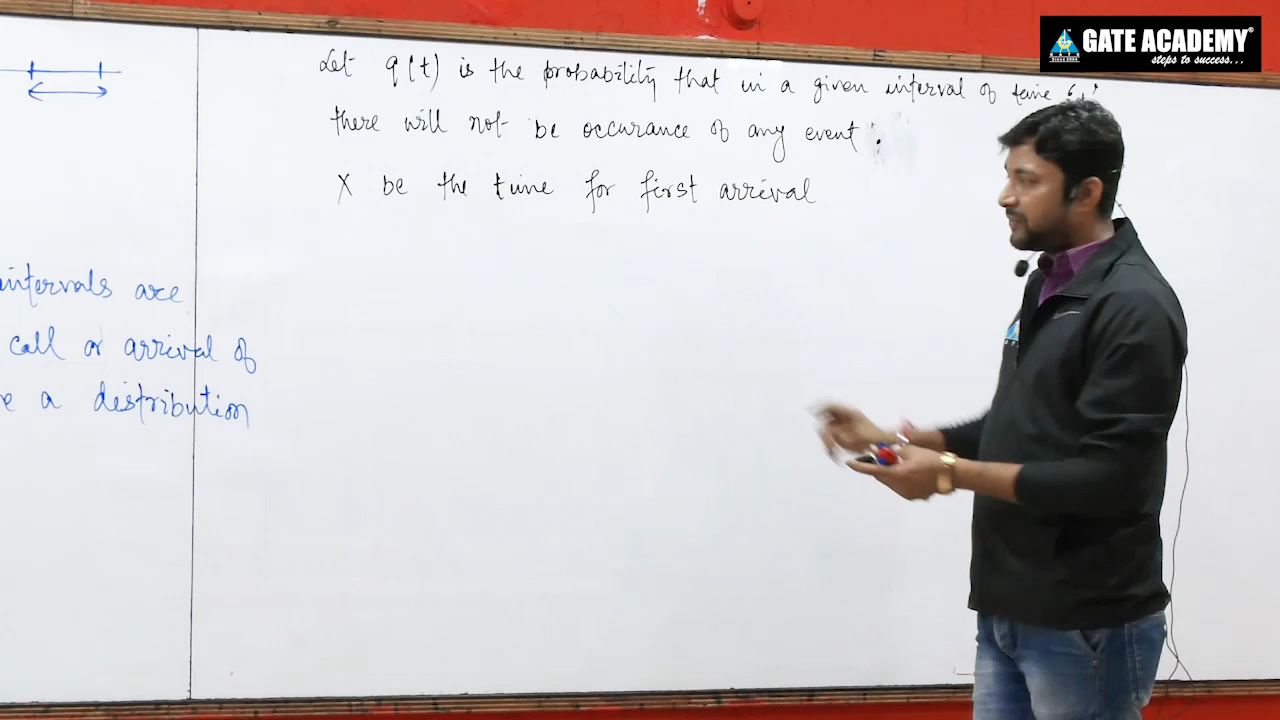 Let q(t) is the probability that in a given interval of time 't'
there will not be occurance of any event.
X be the time for first arrival
intervals are
call or arrival of
a distribution
GATE ACADEMY®
steps to success...